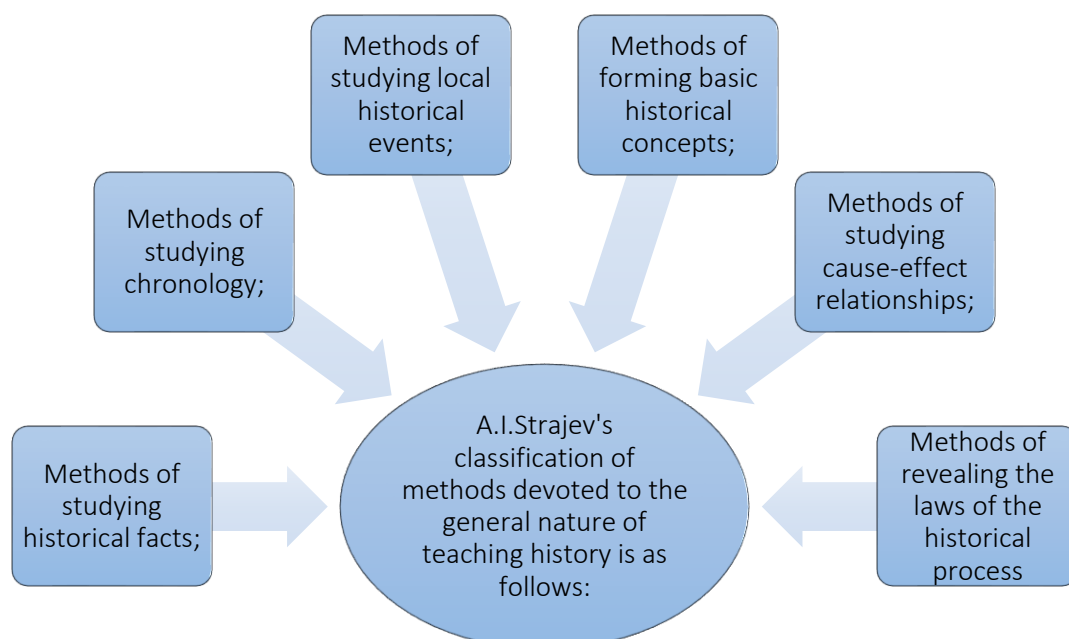 Methods of
studying local
historical
events;
Methods of
forming basic
historical
concepts;
Methods of
studying
chronology;
Methods of
studying
cause-effect
relationships;
Methods of
studying
historical facts;
A.I.Strajev's
classification of
methods devoted to the
general nature of
teaching history is as
follows:
Methods of
revealing the
laws of the
historical
process